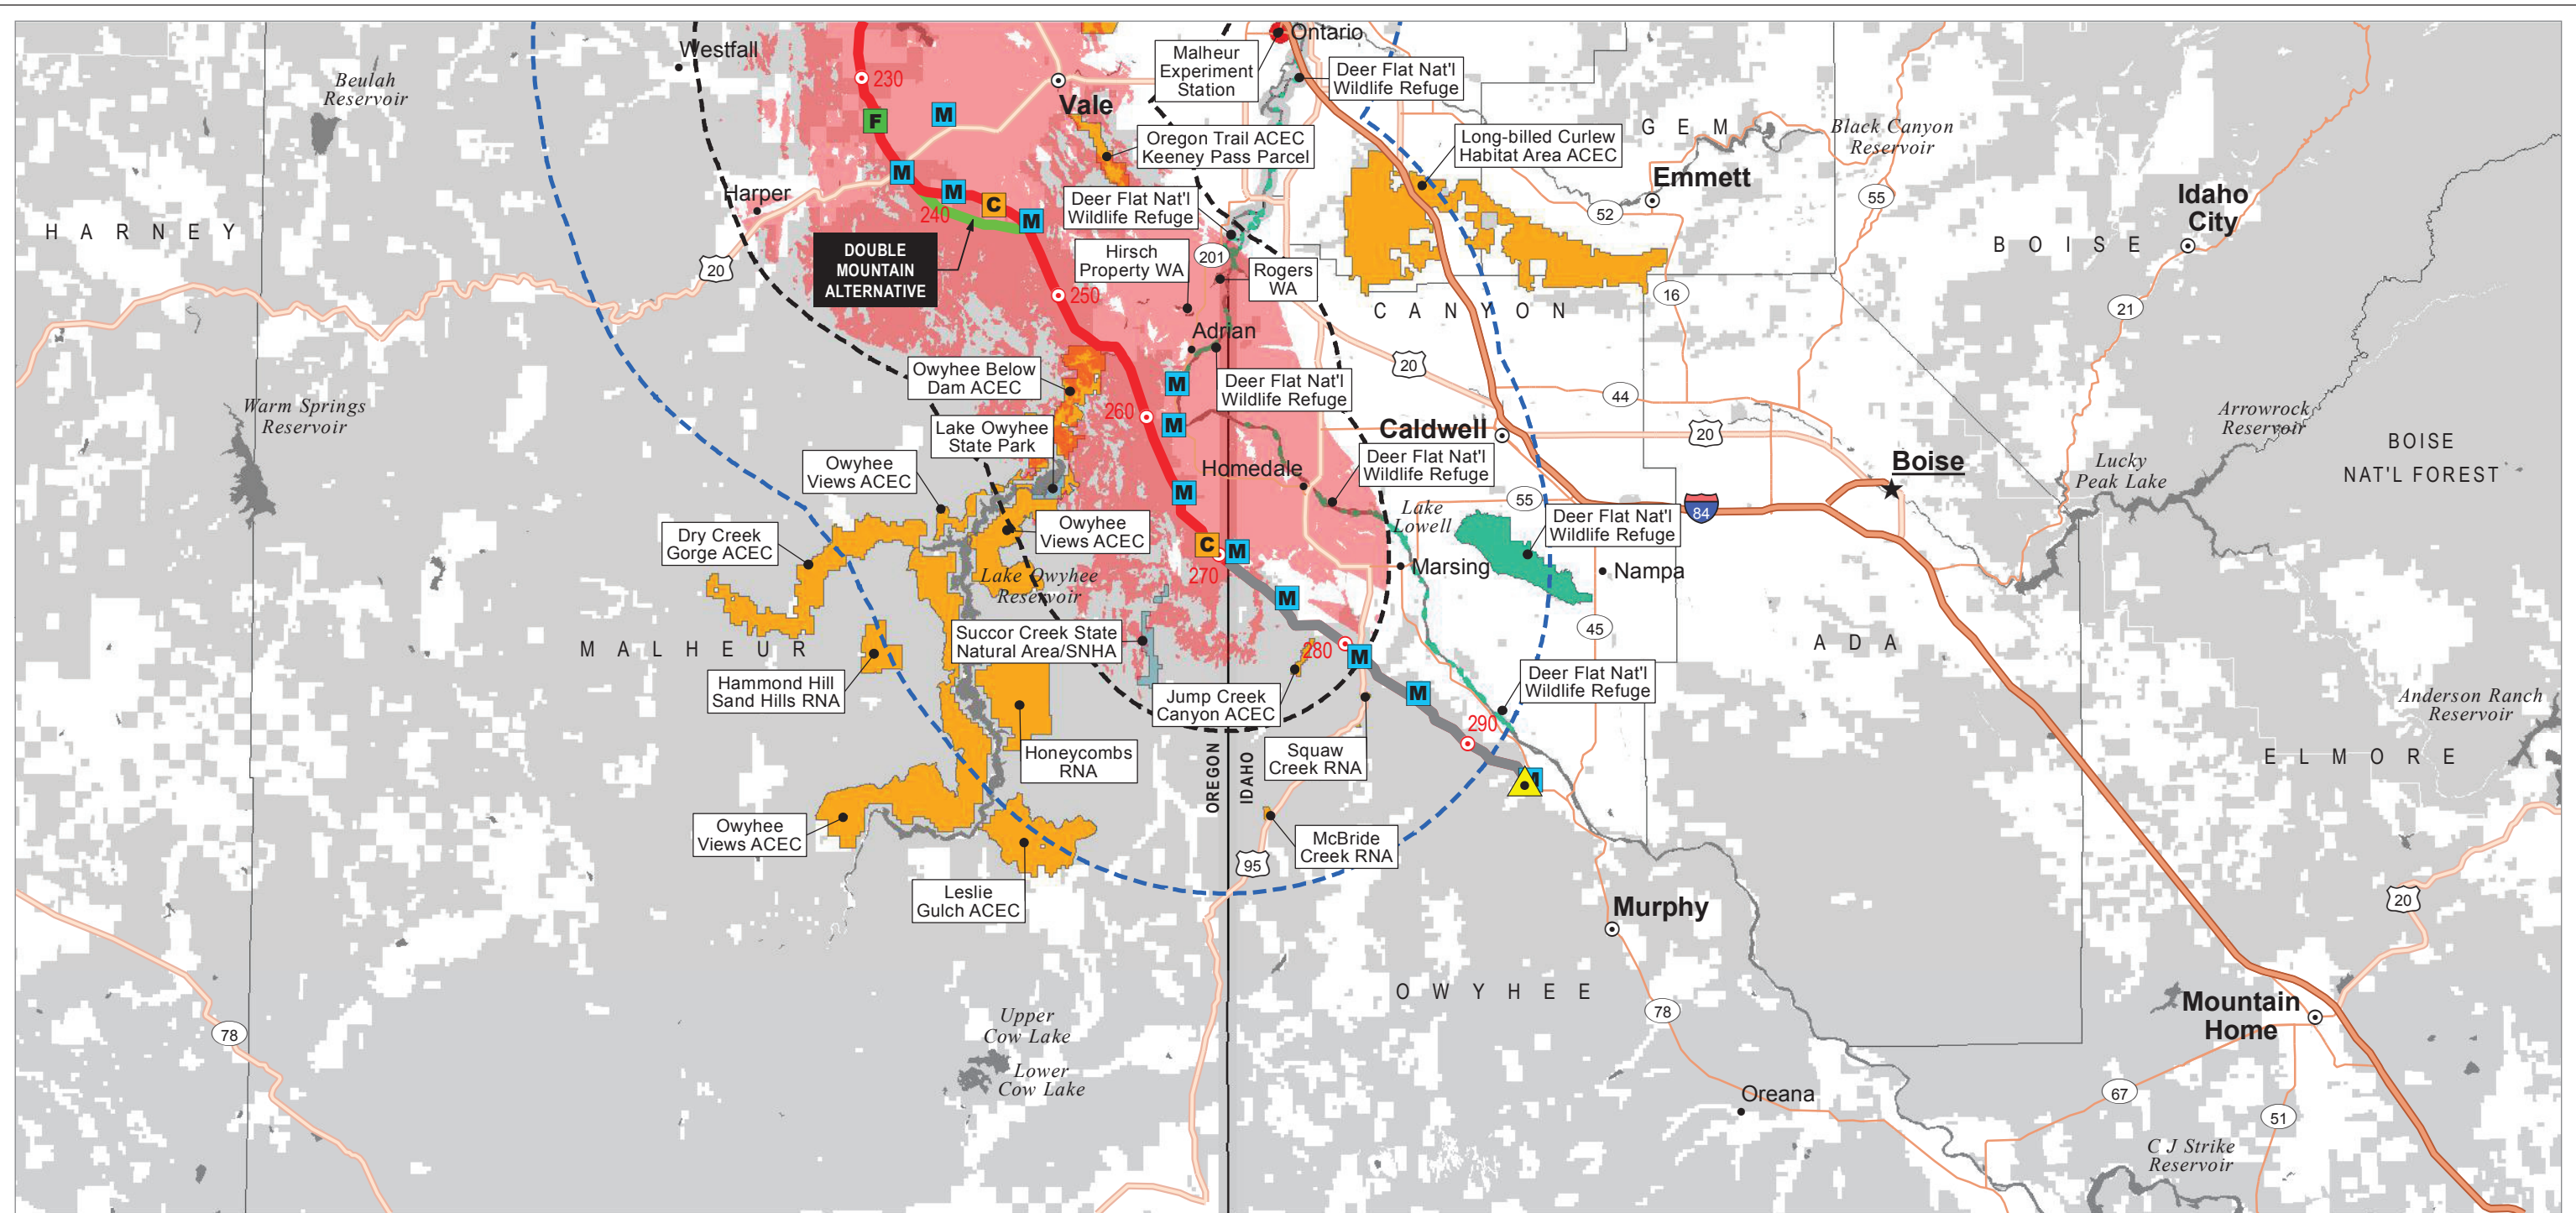 Westfall
Beulah
Reservoir
230
F
M
Vale
Malheur
Experiment
Station
Ontario
Deer Flat Nat'l
Wildlife Refuge
Oregon Trail ACEC
Keeney Pass Parcel
Long-billed Curlew
Habitat Area ACEC
G E M
Black Canyon
Reservoir
Emmett
52
55
Idaho
City
HARNEY
Harper
M
M
C
M
240
Deer Flat Nat'l
Wildlife Refuge
DOUBLE
MOUNTAIN
ALTERNATIVE
20
Hirsch
Property WA
201
Rogers
WA
250
BOISE
16
21
CANYON
Adrian
20
Owyhee Below
Dam ACEC
M
Deer Flat Nat'l
Wildlife Refuge
44
Warm Springs
Reservoir
260
M
Lake Owyhee
State Park
Caldwell
20
Arrowrock
Reservoir
BOISE
NAT'L FOREST
Owyhee
Views ACEC
Homedale
Deer Flat Nat'l
Wildlife Refuge
Boise
Lucky
Peak Lake
M
55
84
Lake
Lowell
Dry Creek
Gorge ACEC
Owyhee
Views ACEC
Deer Flat Nat'l
Wildlife Refuge
C
M
270
Lake Owyhee
Reservoir
Marsing
Nampa
M
45
MALHEUR
Succor Creek State
Natural Area/SNHA
280
M
ADA
Hammond Hill
Sand Hills RNA
Jump Creek
Canyon ACEC
M
Deer Flat Nat'l
Wildlife Refuge
Anderson Ranch
Reservoir
290
Honeycombs
RNA
OREGON
IDAHO
Squaw
Creek RNA
ELMORE
Owyhee
Views ACEC
McBride
Creek RNA
95
Leslie
Gulch ACEC
Murphy
20
OWYHEE
78
78
Mountain
Home
Upper
Cow Lake
Lower
Cow Lake
Oreana
67
51
C J Strike
Reservoir